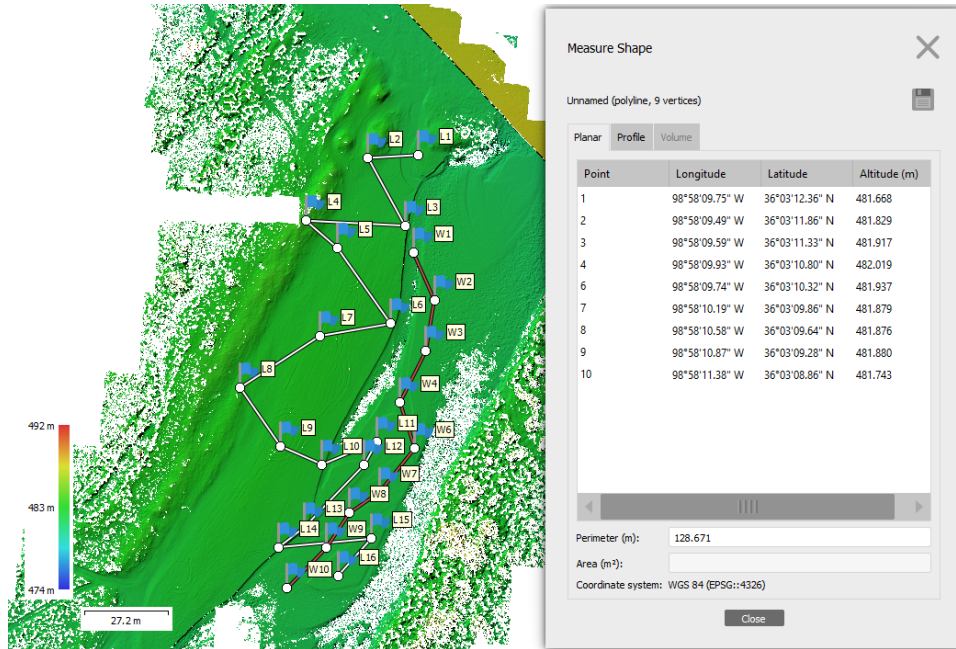 L2
L1
L4
L3
L5
W1
W2
L6
L7
W3
L8
W4
L9
L11
W6
L10
L12
W7
W8
L13
L15
L14
W9
L16
W10
492 m
483 m
474 m
27.2 m
Measure Shape
Unnamed (polyline, 9 vertices)
Planar Profile Volume
Point Longitude Latitude Altitude (m)
1 98°58'09.75" W 36°03'12.36" N 481.668
2 98°58'09.49" W 36°03'11.86" N 481.829
3 98°58'09.59" W 36°03'11.33" N 481.917
4 98°58'09.93" W 36°03'10.80" N 482.019
6 98°58'09.74" W 36°03'10.32" N 481.937
7 98°58'10.19" W 36°03'09.86" N 481.879
8 98°58'10.58" W 36°03'09.64" N 481.876
9 98°58'10.87" W 36°03'09.28" N 481.880
10 98°58'11.38" W 36°03'08.86" N 481.743
Perimeter (m): 128.671
Area (m²):
Coordinate system: WGS 84 (EPSG::4326)
Close